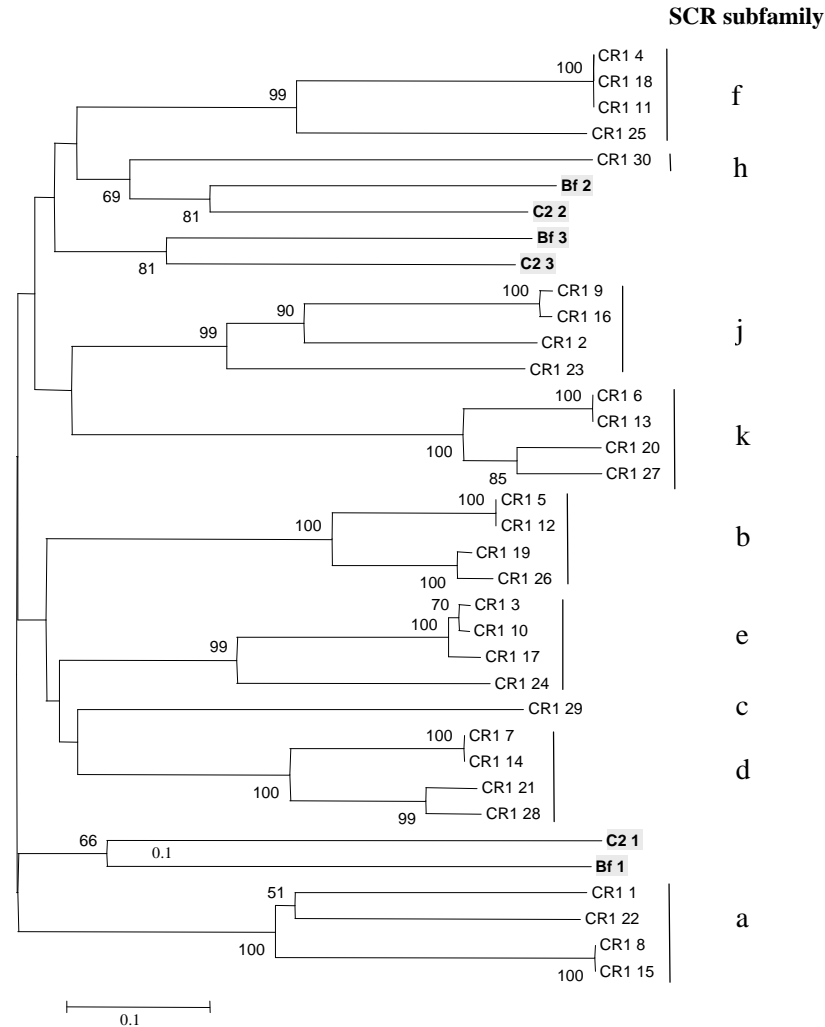 SCR subfamily
CR1 4
100
CR1 18
99
f
CR1 11
CR1 25
CR1 30
h
Bf 2
69
C2 2
81
Bf 3
C2 3
81
CR1 9
100
90
CR1 16
99
j
CR1 2
CR1 23
CR1 6
100
CR1 13
k
CR1 20
100
CR1 27
85
CR1 5
100
CR1 12
100
b
CR1 19
CR1 26
100
CR1 3
70
100
CR1 10
e
99
CR1 17
CR1 24
CR1 29
c
CR1 7
100
CR1 14
d
CR1 21
100
CR1 28
99
66
C2 1
0.1
Bf 1
51
CR1 1
CR1 22
a
100
CR1 8
CR1 15
100
0.1